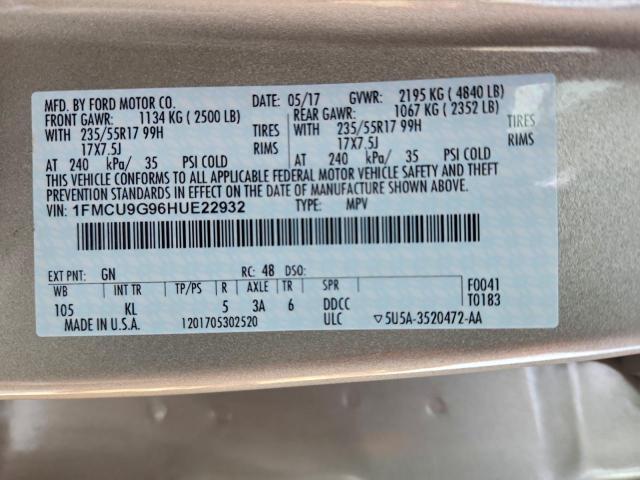 MFD. BY FORD MOTOR CO. DATE: 05/17 GVWR: 2195 KG ( 4840 LB)
FRONT GAWR: 1134 KG ( 2500 LB) REAR GAWR: 1067 KG ( 2352 LB)
WITH 235/55R17 99H TIRES WITH 235/55R17 99H TIRES
17X7.5J RIMS 17X7.5J RIMS
AT 240 kPa/ 35 PSI COLD AT 240 kPa/ 35 PSI COLD
THIS VEHICLE CONFORMS TO ALL APPLICABLE FEDERAL MOTOR VEHICLE SAFETY AND THEFT
PREVENTION STANDARDS IN EFFECT ON THE DATE OF MANUFACTURE SHOWN ABOVE.
VIN: 1FMCU9G96HUE22932 TYPE: MPV
EXT PNT: GN RC: 48 DSO: F0041
WB INT TR TP/PS R AXLE TR SPR T0183
105 KL 5 3A 6 DDCC
MADE IN U.S.A. 1201705302520 ULC ▽5U5A-3520472-AA